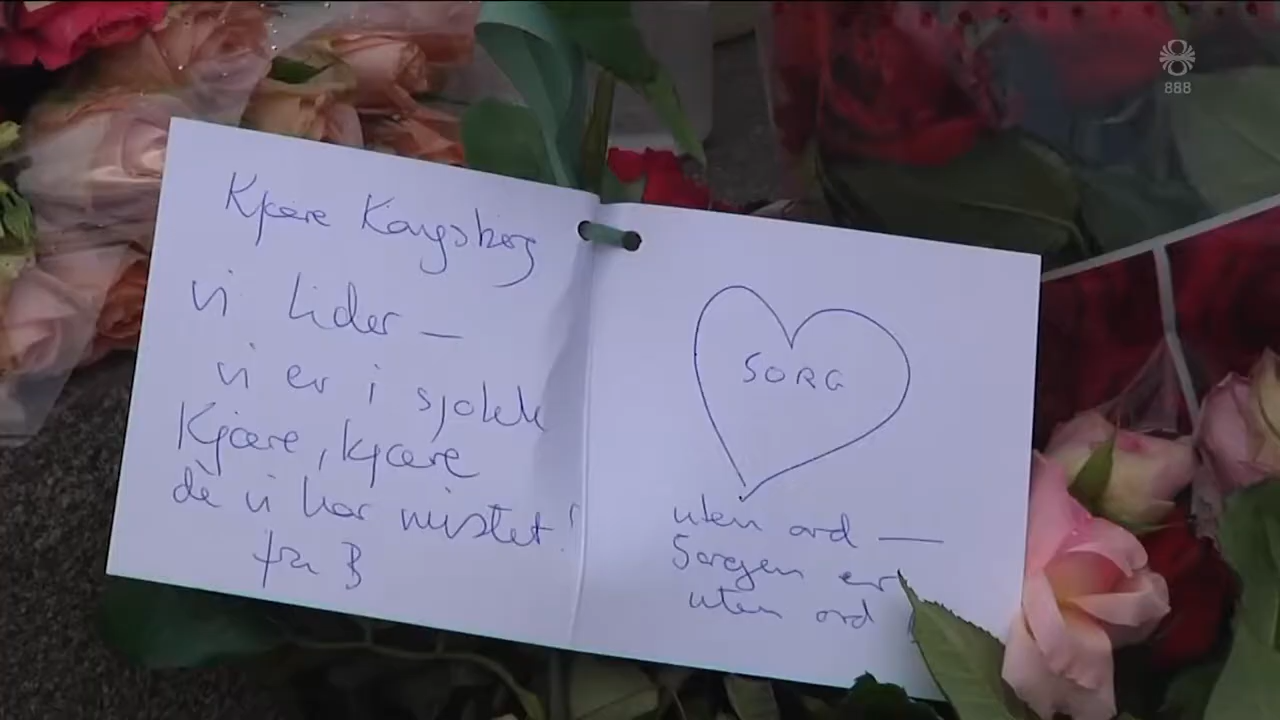 Kjære Kongsberg
vi lider —
vi er i sjokk
Kjære, kjære
de vi har mistet!
fra B
SORG
uten ord —
Sorgen er
uten ord
888